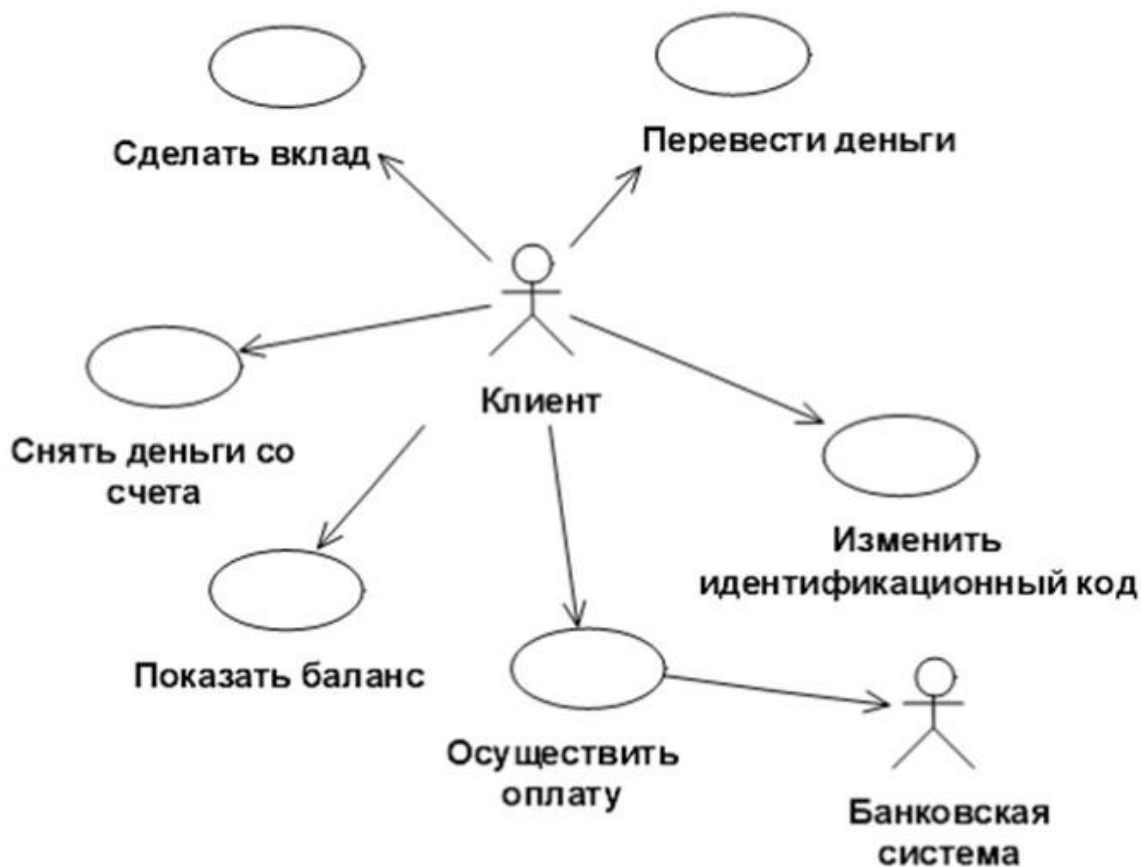 Сделать вклад
Перевести деньги
Клиент
Снять деньги со
счета
Изменить
идентификационный код
Показать баланс
Осуществить
оплату
Банковская
система